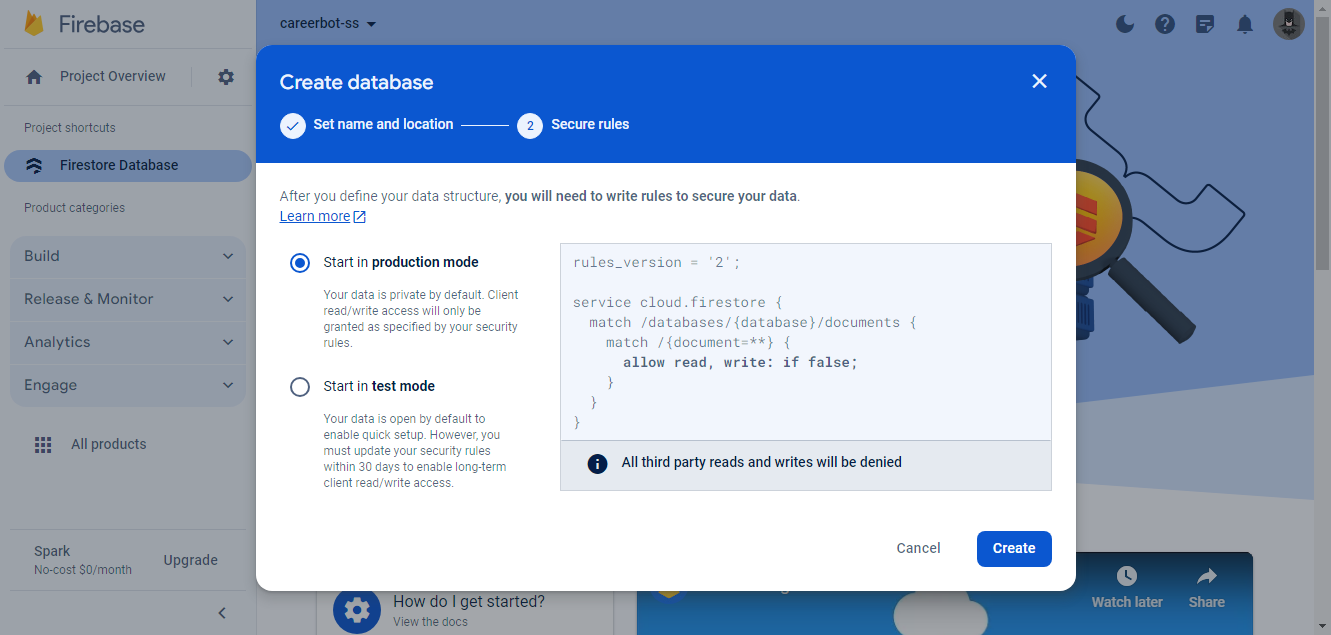 Firebase
careerbot-ss
Project Overview
Project shortcuts
Firestore Database
Product categories
Build
Release & Monitor
Analytics
Engage
All products
Spark
No-cost $0/month
Upgrade
Create database
Set name and location
2
Secure rules
After you define your data structure, you will need to write rules to secure your data.
Learn more
Start in production mode
Your data is private by default. Client
read/write access will only be
granted as specified by your security
rules.
Start in test mode
Your data is open by default to
enable quick setup. However, you
must update your security rules
within 30 days to enable long-term
client read/write access.
rules_version = '2';
service cloud.firestore {
match /databases/{database}/documents {
match /{document=**} {
allow read, write: if false;
}
}
}
All third party reads and writes will be denied
Cancel
Create
How do I get started?
View the docs
Watch later
Share